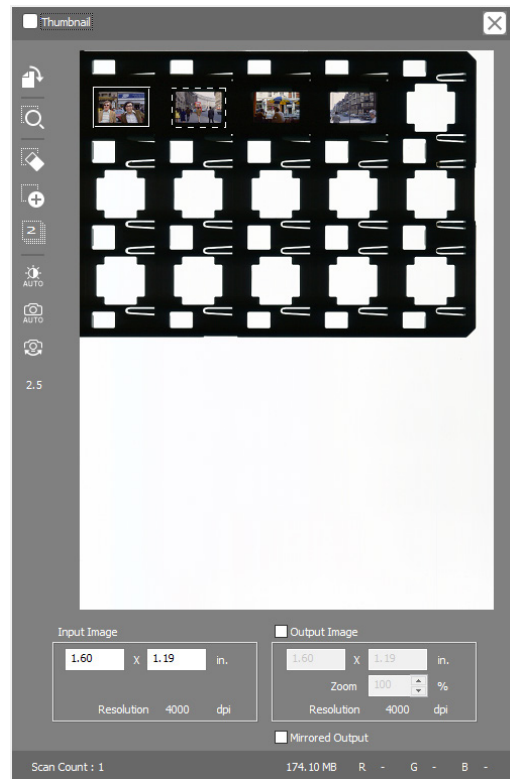 Thumbnail
2
AUTO
AUTO
2.5
Input Image
1.60 X 1.19 in.
Resolution 4000 dpi
Output Image
1.60 X 1.19 in.
Zoom 100 %
Resolution 4000 dpi
Mirrored Output
Scan Count : 1 174.10 MB R - G - B -